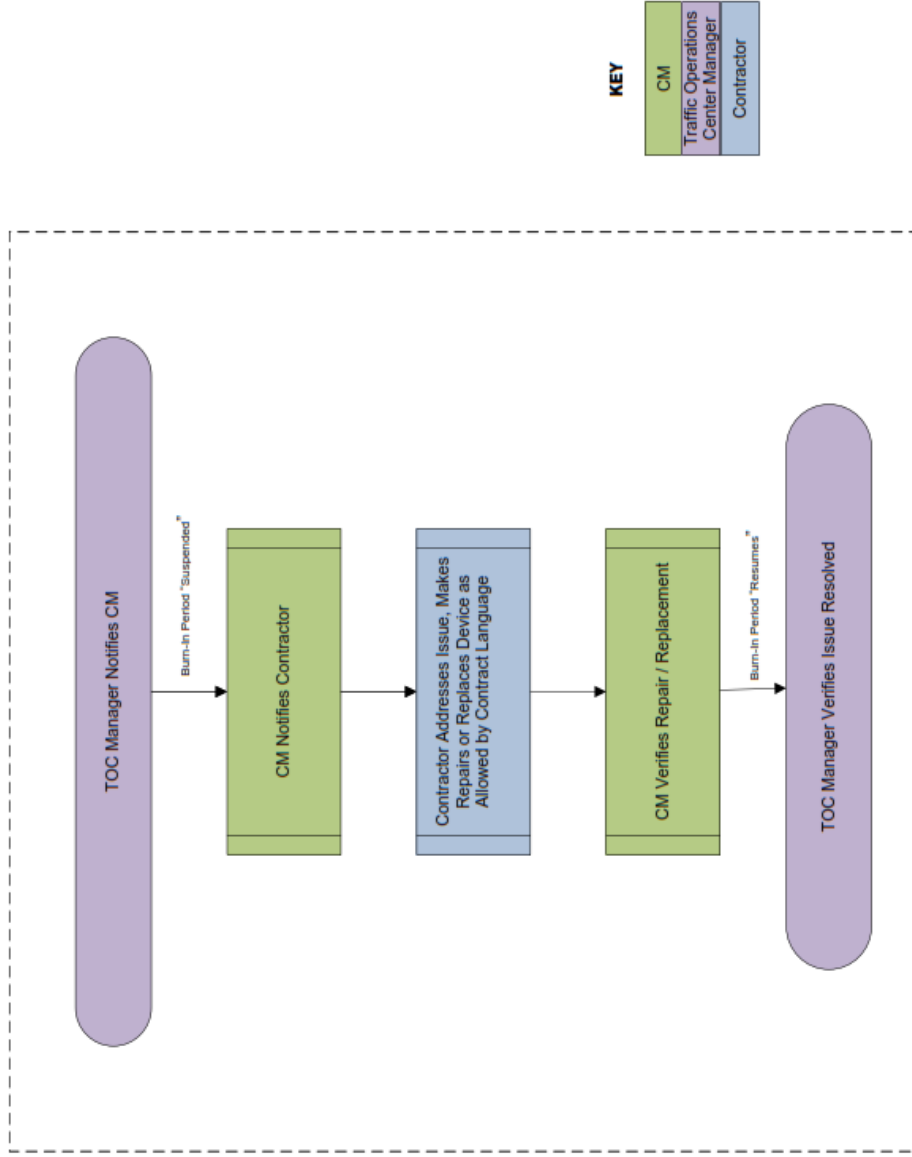 TOC Manager Notifies CM
Burn-In Period "Suspended"
CM Notifies Contractor
Contractor Addresses Issue, Makes
Repairs or Replaces Device as
Allowed by Contract Language
CM Verifies Repair / Replacement
Burn-In Period "Resumes"
TOC Manager Verifies Issue Resolved
KEY
CM
Traffic Operations
Center Manager
Contractor